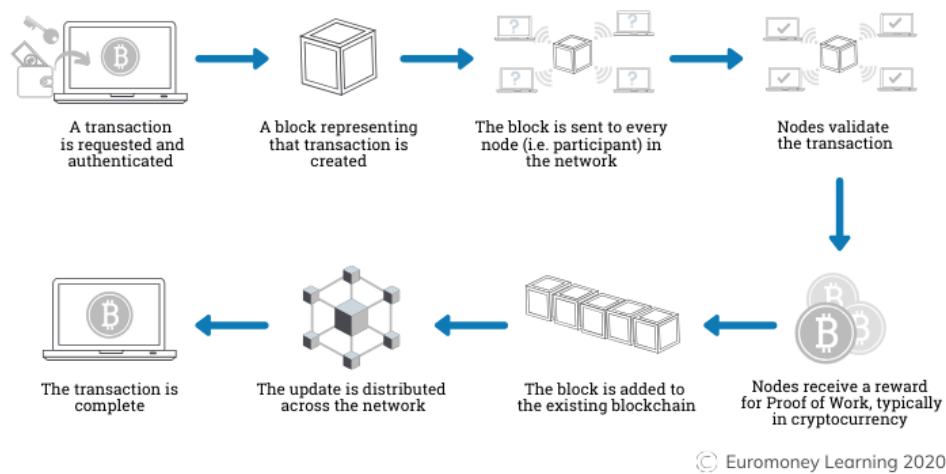 A transaction
is requested and
authenticated
A block representing
that transaction is
created
The block is sent to every
node (i.e. participant) in
the network
Nodes validate
the transaction
The transaction is
complete
The update is distributed
across the network
The block is added to
the existing blockchain
Nodes receive a reward
for Proof of Work, typically
in cryptocurrency
© Euromoney Learning 2020